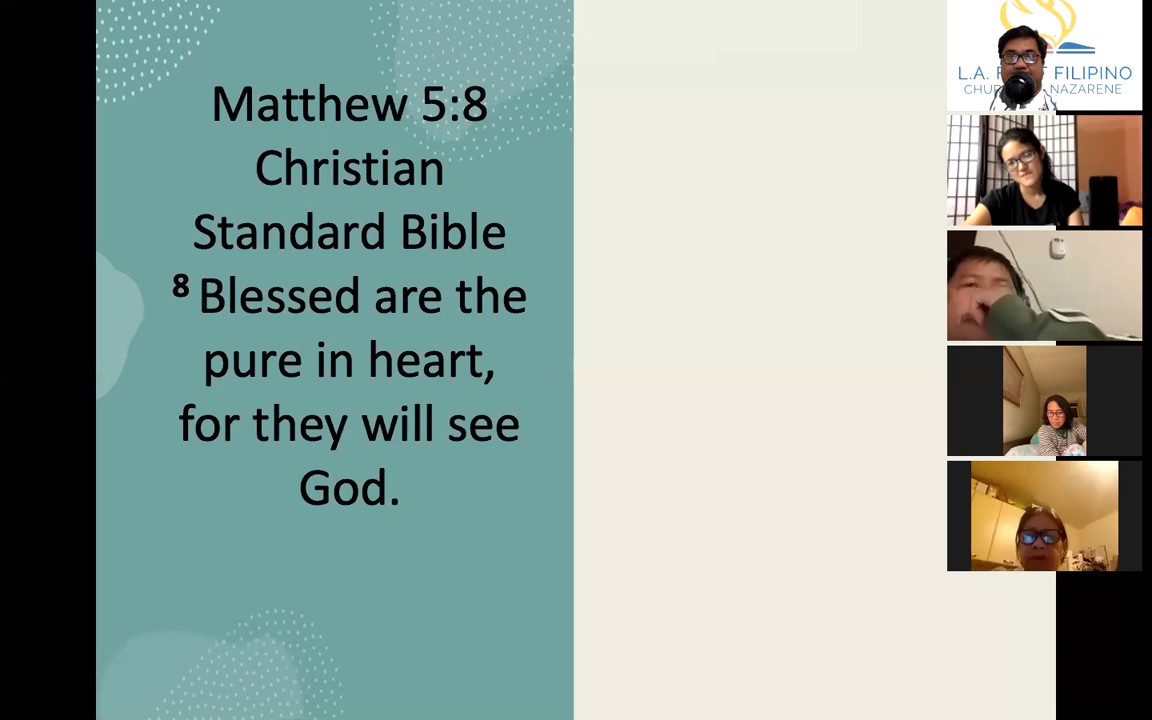 Matthew 5:8
Christian
Standard Bible
⁸ Blessed are the
pure in heart,
for they will see
God.
L.A. FILIPINO
NAZARENE